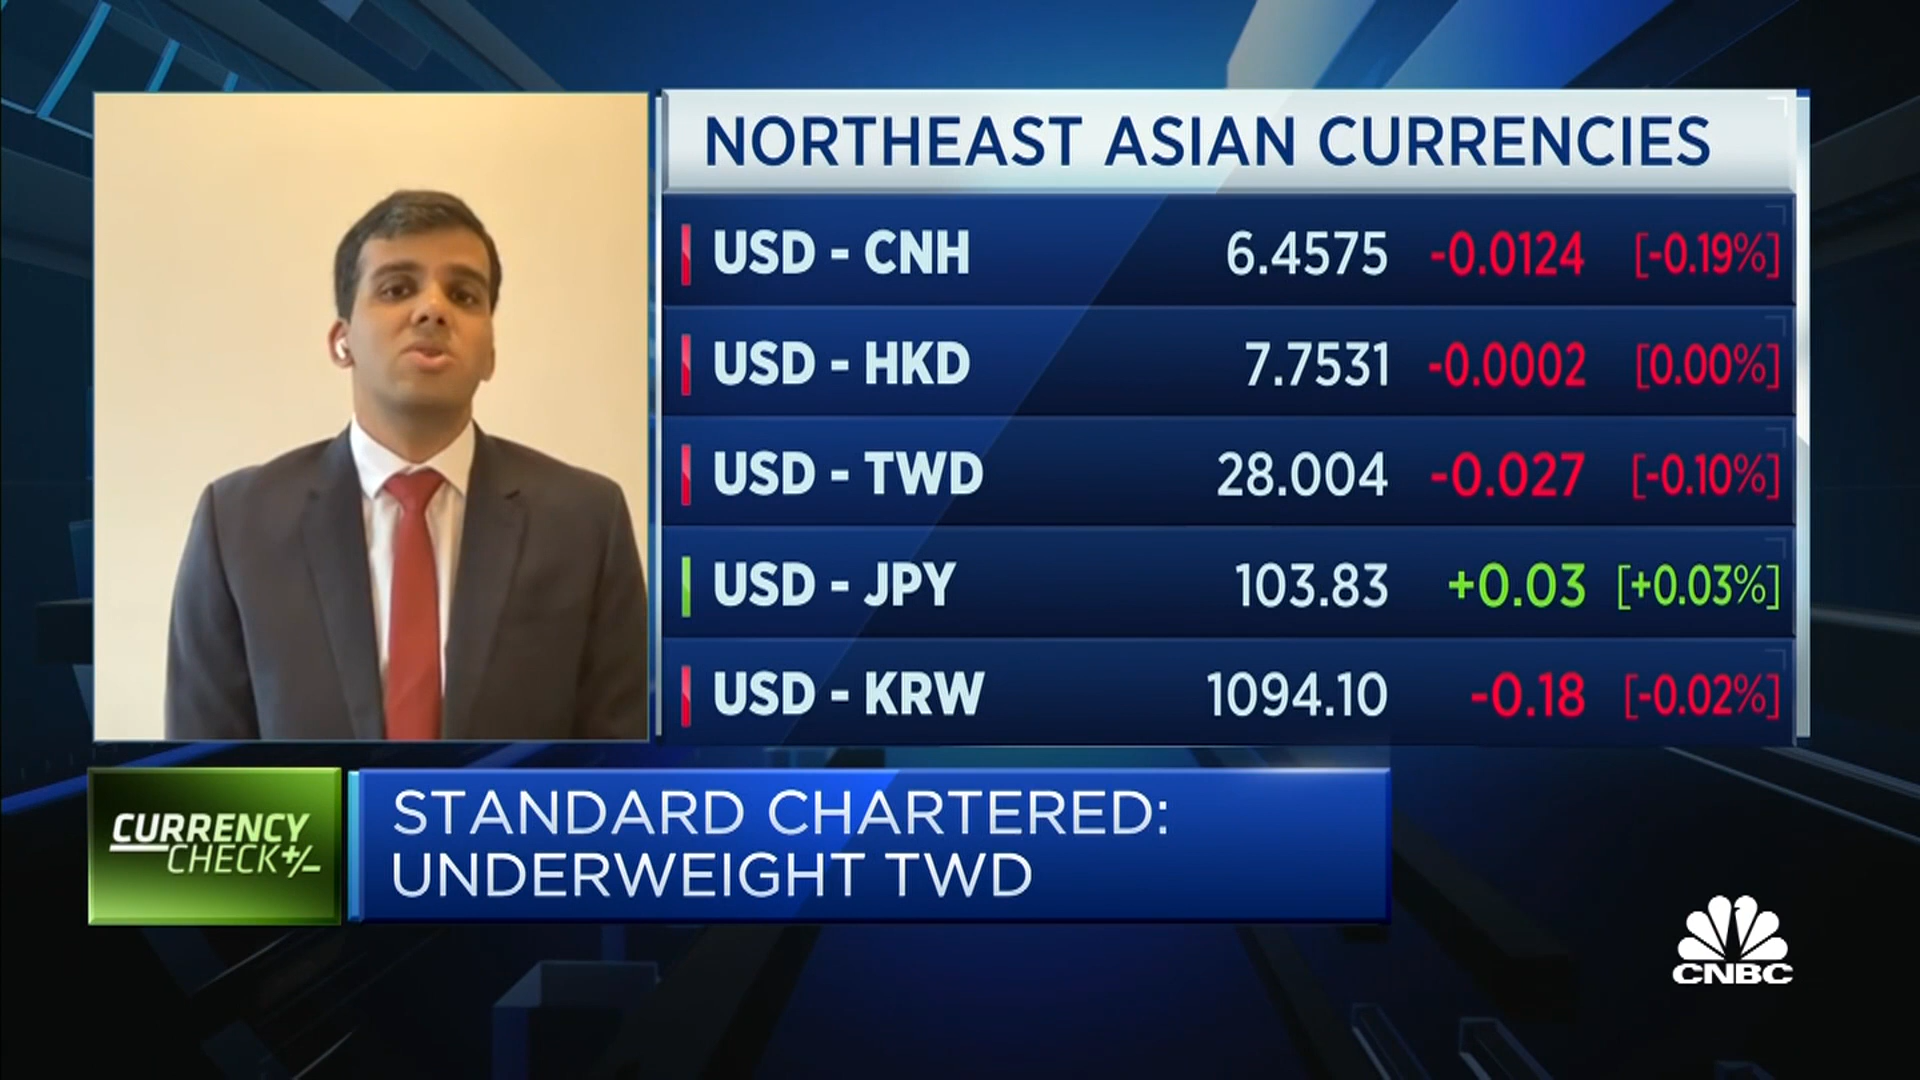 NORTHEAST ASIAN CURRENCIES
USD - CNH 6.4575 -0.0124 [-0.19%]
USD - HKD 7.7531 -0.0002 [0.00%]
USD - TWD 28.004 -0.027 [-0.10%]
USD - JPY 103.83 +0.03 [+0.03%]
USD - KRW 1094.10 -0.18 [-0.02%]
CURRENCY
CHECK+/-
STANDARD CHARTERED:
UNDERWEIGHT TWD
CNBC